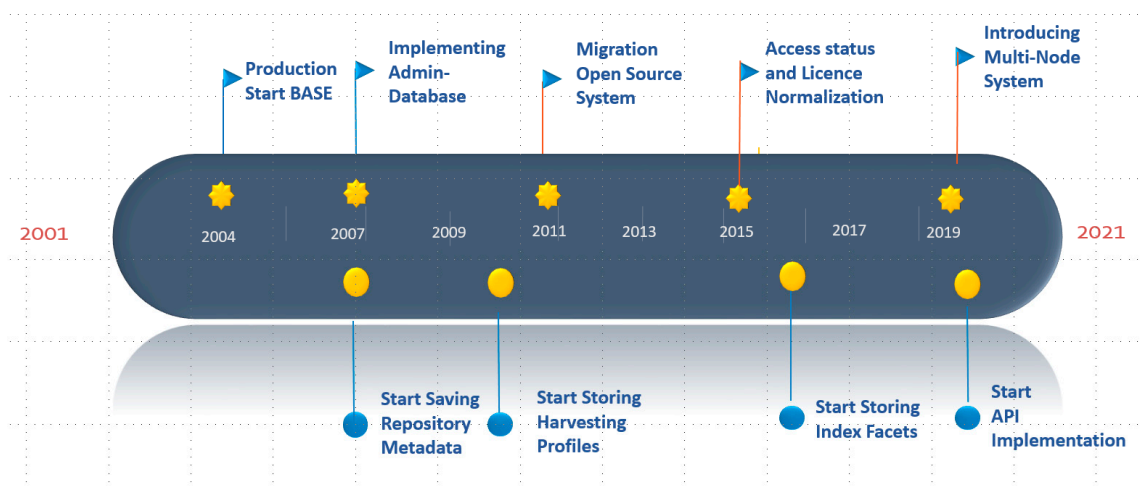 Production
Start BASE
Implementing
Admin-
Database
Migration
Open Source
System
Access status
and Licence
Normalization
Introducing
Multi-Node
System
2001
2004
2007
2009
2011
2013
2015
2017
2019
2021
Start Saving
Repository
Metadata
Start Storing
Harvesting
Profiles
Start Storing
Index Facets
Start
API
Implementation